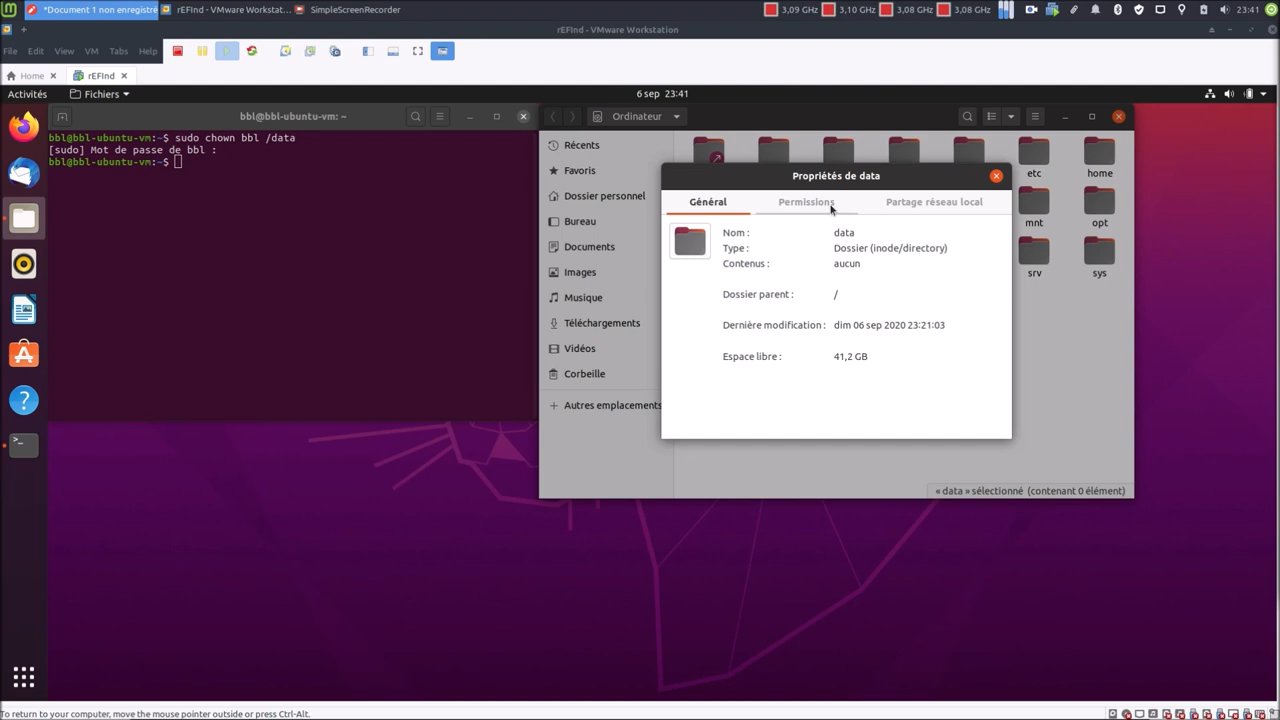 *Document 1 non enregistré
rEFInd - VMware Workstat...
SimpleScreenRecorder
3,09 GHz
3,10 GHz
3,08 GHz
3,08 GHz
23:41
rEFInd - VMware Workstation
File Edit View VM Tabs Help
Home
rEFInd
Activités
Fichiers
6 sep 23:41
bbl@bbl-ubuntu-vm: ~
bbl@bbl-ubuntu-vm:~$ sudo chown bbl /data
[sudo] Mot de passe de bbl :
bbl@bbl-ubuntu-vm:~$
Ordinateur
Récents
Favoris
Dossier personnel
Bureau
Documents
Images
Musique
Téléchargements
Vidéos
Corbeille
Autres emplacements
etc
home
mnt
opt
srv
sys
Propriétés de data
Général
Permissions
Partage réseau local
Nom : data
Type : Dossier (inode/directory)
Contenus : aucun
Dossier parent : /
Dernière modification : dim 06 sep 2020 23:21:03
Espace libre : 41,2 GB
« data » sélectionné (contenant 0 élément)
To return to your computer, move the mouse pointer outside or press Ctrl-Alt.